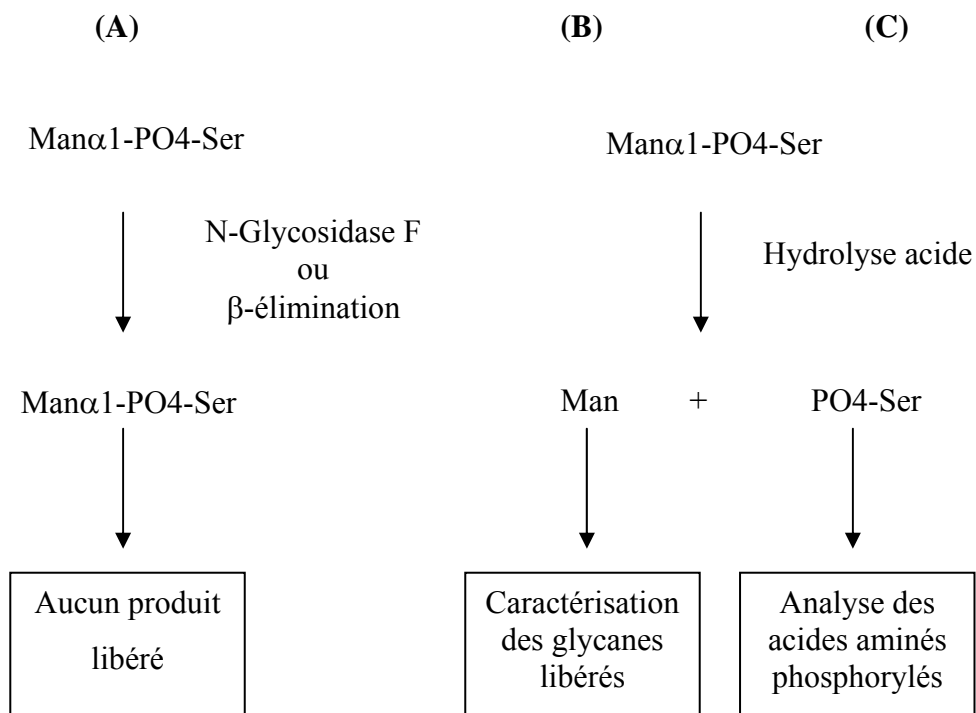 (A)
(B)
(C)
Manα1-PO4-Ser
Manα1-PO4-Ser
N-Glycosidase F
ou
β-élimination
Hydrolyse acide
Manα1-PO4-Ser
Man + PO4-Ser
Aucun produit
libéré
Caractérisation
des glycanes
libérés
Analyse des
acides aminés
phosphorylés